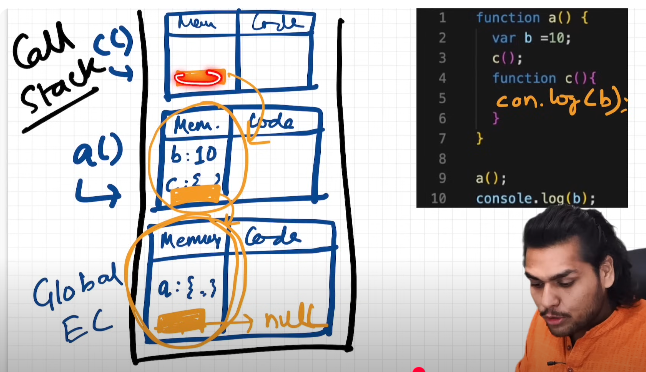 Call
Stack
c()
Mem
Code
a()
Mem.
Code
b:10
c:{ }
Global
EC
Memory
Code
a:{.}
null
1 function a() {
2 var b =10;
3 c();
4 function c(){
5 con.log(b);
6 }
7 }
8
9 a();
10 console.log(b);